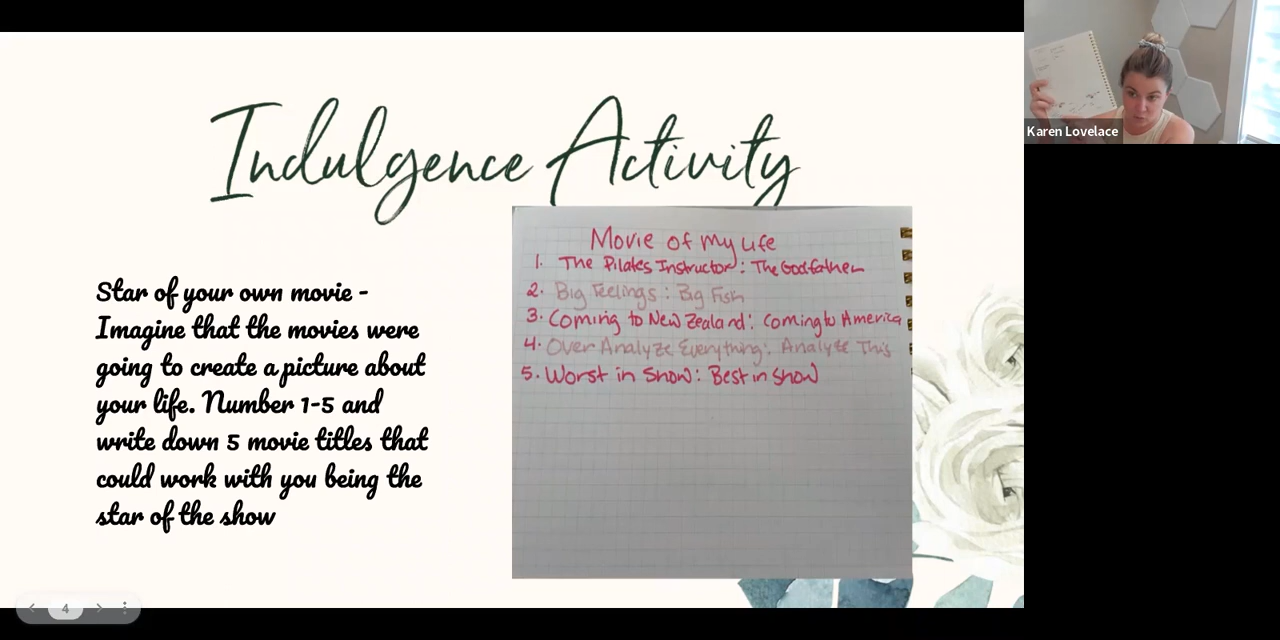 Indulgence Activity
Star of your own movie -
Imagine that the movies were
going to create a picture about
your life. Number 1-5 and
write down 5 movie titles that
could work with you being the
star of the show
Movie of My Life
1. The Pilates Instructor: The Godfather
2. Big Feelings: Big Fish
3. Coming to New Zealand: Coming to America
4. Over Analyze Everything: Analyze This
5. Worst in Show: Best in Show
Karen Lovelace
4